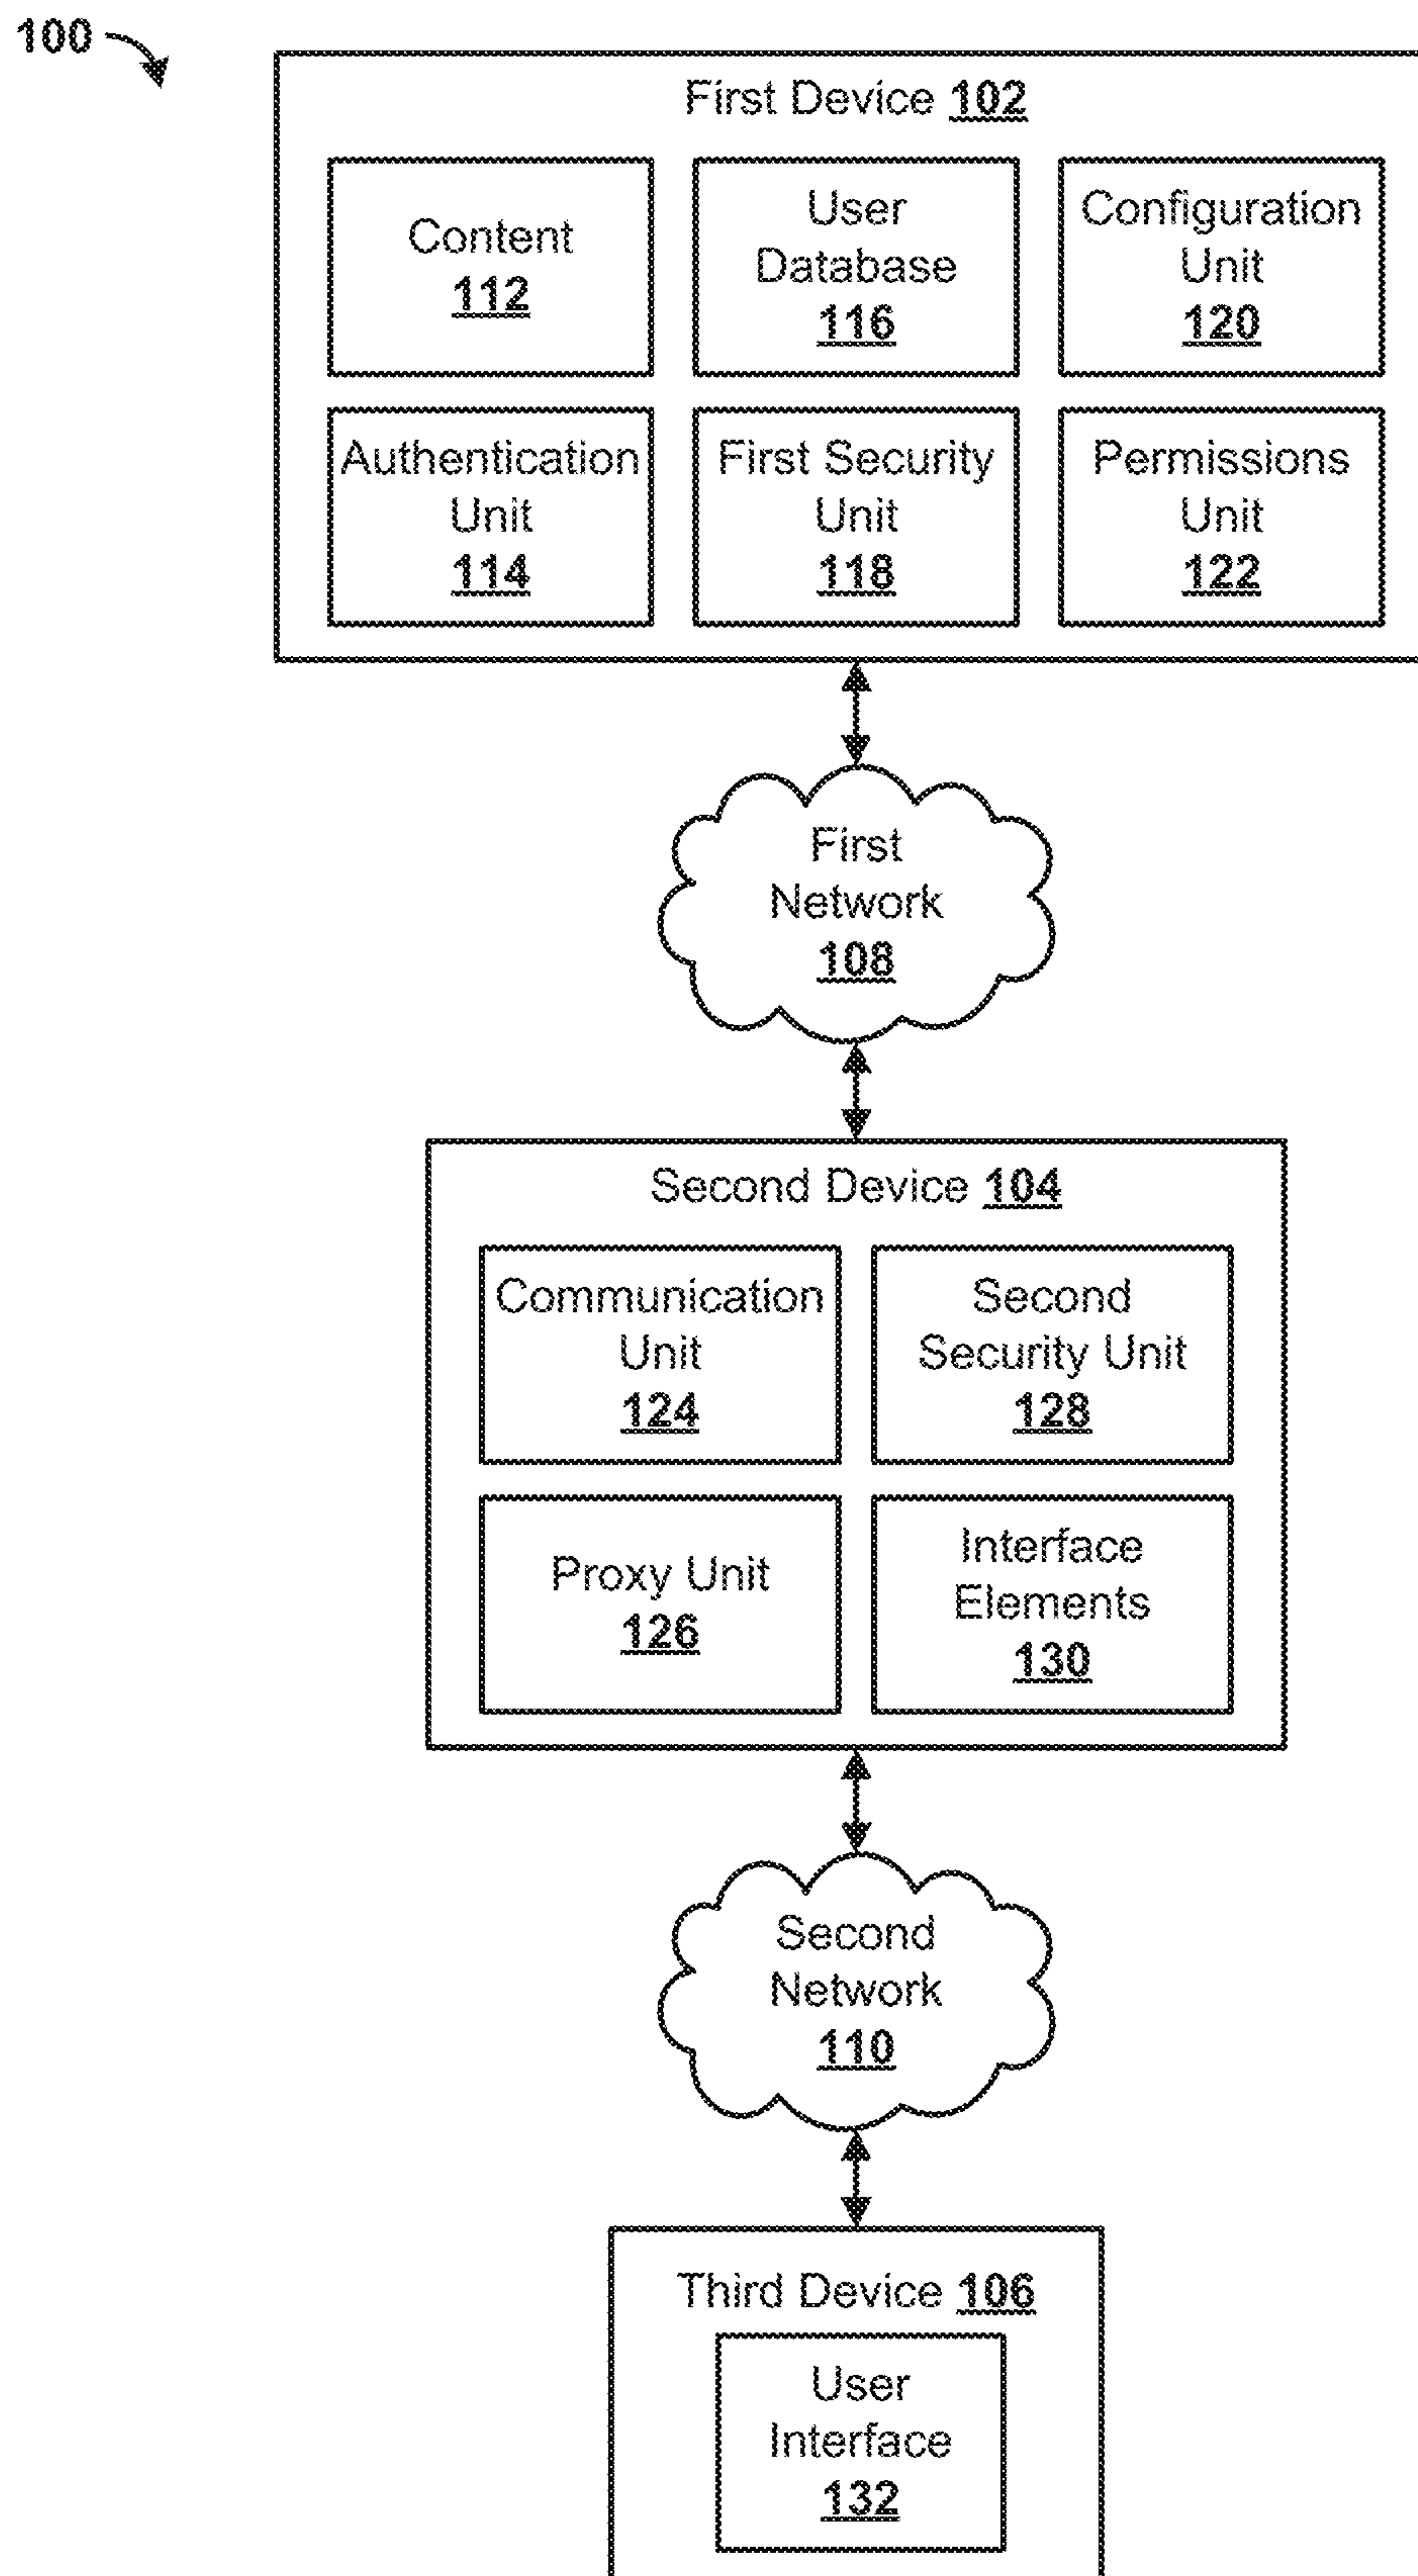 100
First Device 102
Content
112
User
Database
116
Configuration
Unit
120
Authentication
Unit
114
First Security
Unit
118
Permissions
Unit
122
First
Network
108
Second Device 104
Communication
Unit
124
Second
Security Unit
128
Proxy Unit
126
Interface
Elements
130
Second
Network
110
Third Device 106
User
Interface
132